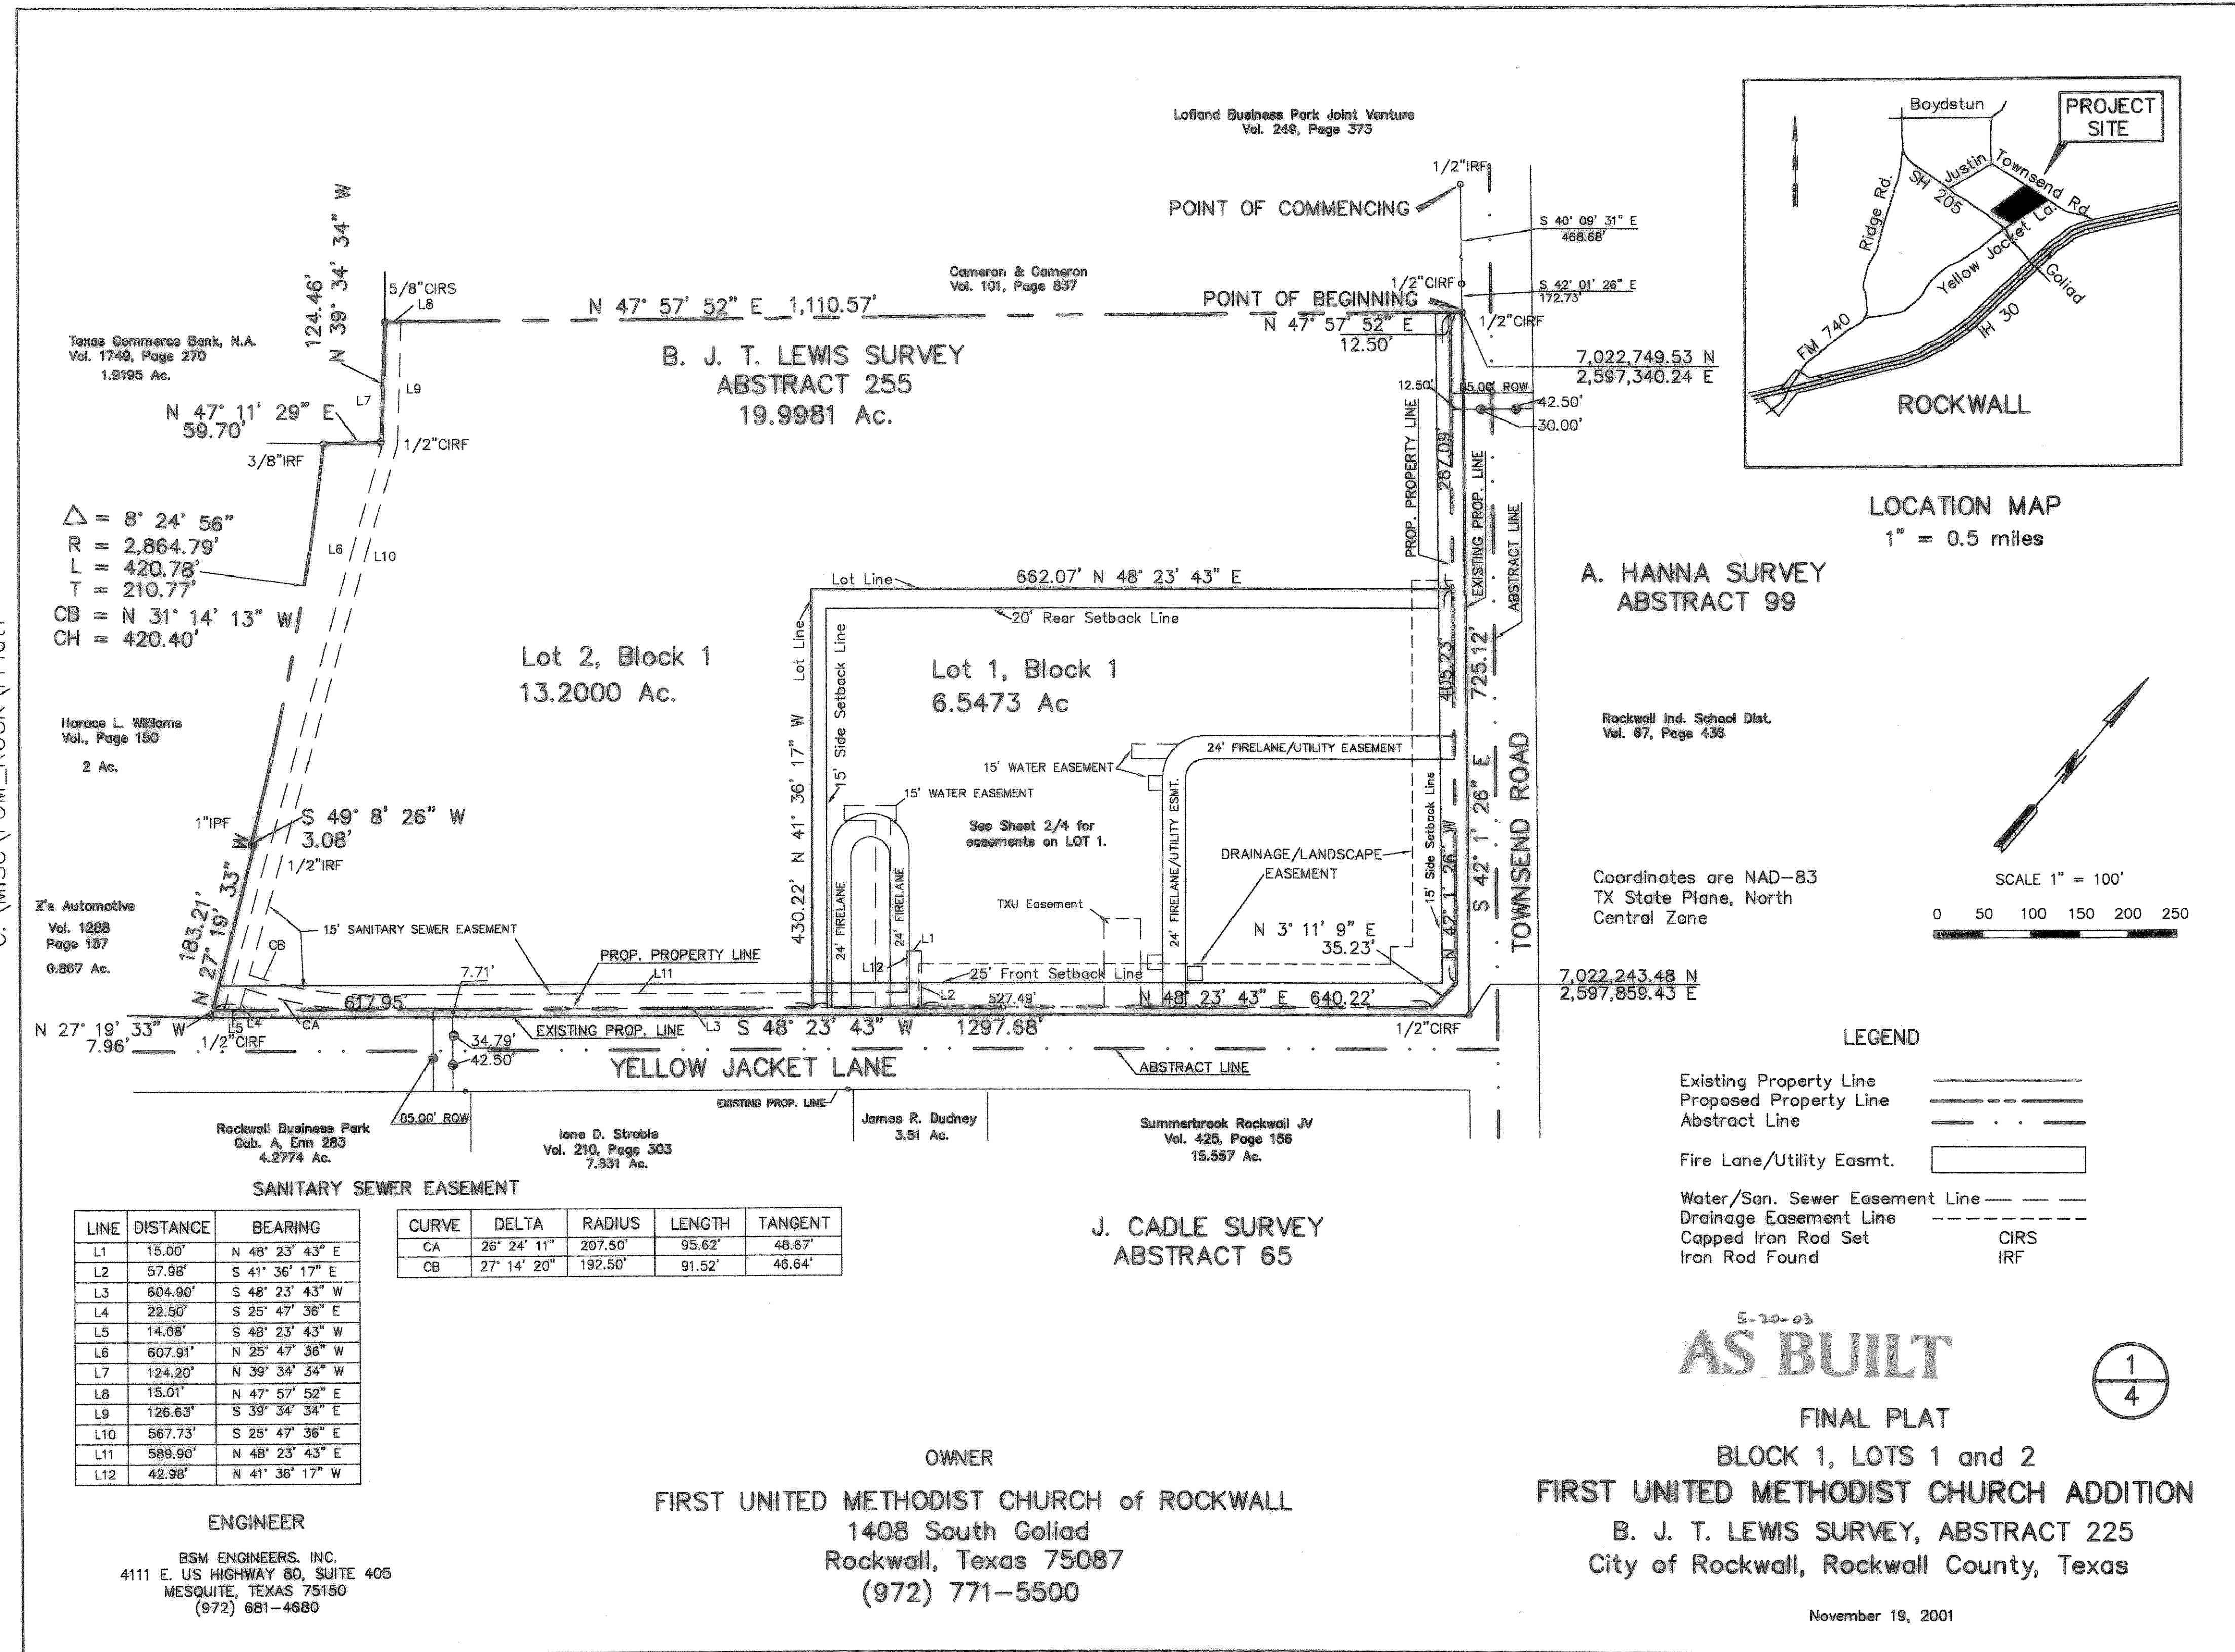 Lofland Business Park Joint Venture
Vol. 249, Page 373
1/2"IRF
POINT OF COMMENCING
S 40° 09' 31" E
468.68'
Cameron & Cameron
Vol. 101, Page 837
1/2"CIRF
S 42° 01' 26" E
172.73'
POINT OF BEGINNING
1/2"CIRF
N 47° 57' 52" E
12.50'
7,022,749.53 N
2,597,340.24 E
12.50'
85.00' ROW
42.50'
30.00'
124.46'
N 39° 34' 34" W
5/8"CIRS
L8
N 47° 57' 52" E 1,110.57'
Texas Commerce Bank, N.A.
Vol. 1749, Page 270
1.9195 Ac.
B. J. T. LEWIS SURVEY
ABSTRACT 255
19.9981 Ac.
L7
L9
N 47° 11' 29" E
59.70'
3/8"IRF
1/2"CIRF
Δ = 8° 24' 56"
R = 2,864.79'
L = 420.78'
T = 210.77'
CB = N 31° 14' 13" W
CH = 420.40'
L6
L10
PROP. PROPERTY LINE
287.09'
EXISTING PROP. LINE
ABSTRACT LINE
Lot Line
662.07' N 48° 23' 43" E
20' Rear Setback Line
Lot Line
15' Side Setback Line
Lot 2, Block 1
13.2000 Ac.
Lot 1, Block 1
6.5473 Ac
405.23'
725.12'
Horace L. Williams
Vol., Page 150
2 Ac.
430.22' N 41° 36' 17" W
24' FIRELANE/UTILITY EASEMENT
15' WATER EASEMENT
15' WATER EASEMENT
See Sheet 2/4 for
easements on LOT 1.
24' FIRELANE/UTILITY ESMT.
DRAINAGE/LANDSCAPE
EASEMENT
TXU Easement
15' Side Setback Line
N 42° 1' 26" W
S 42° 1' 26" E
TOWNSEND ROAD
1"IPF
S 49° 8' 26" W
3.08'
1/2"IRF
183.21'
N 27° 19' 33" W
Z's Automotive
Vol. 1288
Page 137
0.867 Ac.
CB
15' SANITARY SEWER EASEMENT
24' FIRELANE
24' FIRELANE
L1
L12
N 3° 11' 9" E
35.23'
PROP. PROPERTY LINE
7.71'
L11
25' Front Setback Line
L2
617.95'
527.49'
N 48° 23' 43" E 640.22'
L5
L4
CA
EXISTING PROP. LINE
L3
S 48° 23' 43" W 1297.68'
1/2"CIRF
7,022,243.48 N
2,597,859.43 E
N 27° 19' 33" W
7.96'
1/2"CIRF
34.79'
42.50'
YELLOW JACKET LANE
ABSTRACT LINE
85.00' ROW
EXISTING PROP. LINE
Rockwall Business Park
Cab. A, Enn 283
4.2774 Ac.
Ione D. Stroble
Vol. 210, Page 303
7.831 Ac.
James R. Dudney
3.51 Ac.
Summerbrook Rockwall JV
Vol. 425, Page 156
15.557 Ac.
J. CADLE SURVEY
ABSTRACT 65
Boydstun
PROJECT
SITE
Justin
Townsend Rd
SH 205
Ridge Rd.
Yellow Jacket La.
Goliad
IH 30
FM 740
ROCKWALL
LOCATION MAP
1" = 0.5 miles
A. HANNA SURVEY
ABSTRACT 99
Rockwall Ind. School Dist.
Vol. 67, Page 436
Coordinates are NAD-83
TX State Plane, North
Central Zone
SCALE 1" = 100'
0 50 100 150 200 250
LEGEND
Existing Property Line
Proposed Property Line
Abstract Line
Fire Lane/Utility Easmt.
Water/San. Sewer Easement Line
Drainage Easement Line
Capped Iron Rod Set CIRS
Iron Rod Found IRF
SANITARY SEWER EASEMENT
LINE DISTANCE BEARING
L1 15.00' N 48° 23' 43" E
L2 57.98' S 41° 36' 17" E
L3 604.90' S 48° 23' 43" W
L4 22.50' S 25° 47' 36" E
L5 14.08' S 48° 23' 43" W
L6 607.91' N 25° 47' 36" W
L7 124.20' N 39° 34' 34" W
L8 15.01' N 47° 57' 52" E
L9 126.63' S 39° 34' 34" E
L10 567.73' S 25° 47' 36" E
L11 589.90' N 48° 23' 43" E
L12 42.98' N 41° 36' 17" W
CURVE DELTA RADIUS LENGTH TANGENT
CA 26° 24' 11" 207.50' 95.62' 48.67'
CB 27° 14' 20" 192.50' 91.52' 46.64'
ENGINEER
BSM ENGINEERS. INC.
4111 E. US HIGHWAY 80, SUITE 405
MESQUITE, TEXAS 75150
(972) 681-4680
OWNER
FIRST UNITED METHODIST CHURCH of ROCKWALL
1408 South Goliad
Rockwall, Texas 75087
(972) 771-5500
5-20-03
AS BUILT
1
4
FINAL PLAT
BLOCK 1, LOTS 1 and 2
FIRST UNITED METHODIST CHURCH ADDITION
B. J. T. LEWIS SURVEY, ABSTRACT 225
City of Rockwall, Rockwall County, Texas
November 19, 2001